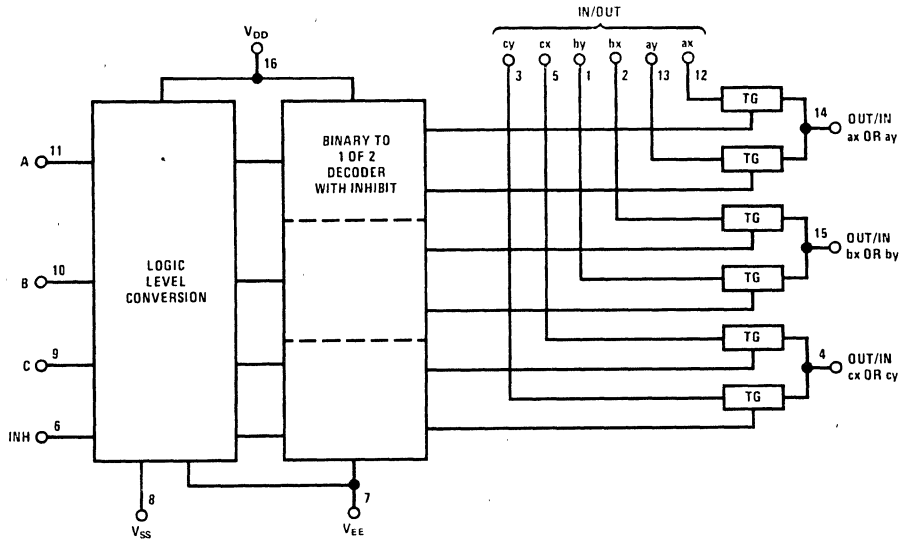 IN/OUT
VDD
cy cx by bx ay ax
16
3 5 1 2 13 12
TG
14
OUT/IN
ax OR ay
A 11
BINARY TO
1 OF 2
DECODER
WITH INHIBIT
TG
TG
15
OUT/IN
bx OR by
B 10
LOGIC
LEVEL
CONVERSION
TG
TG
4
OUT/IN
cx OR cy
C 9
TG
INH 6
8
7
VSS
VEE